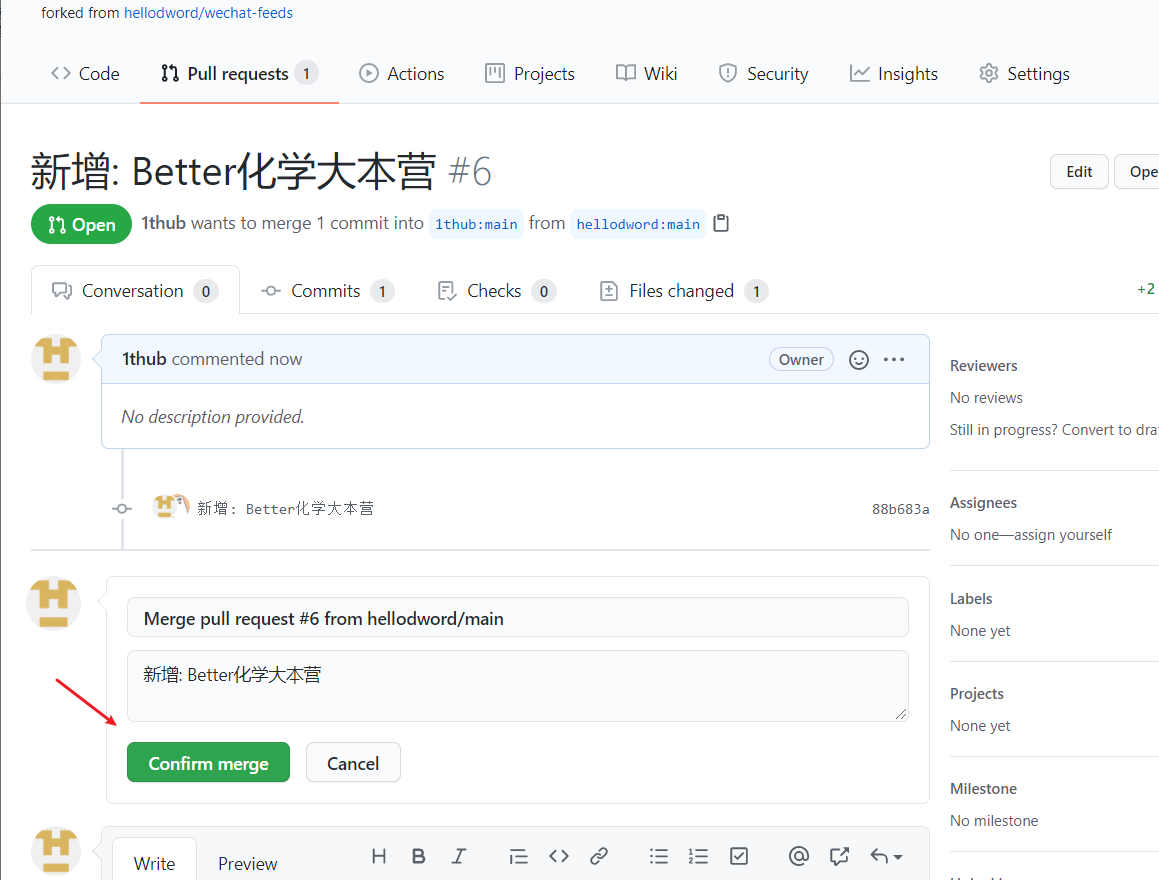 forked from hellodword/wechat-feeds
Code Pull requests 1 Actions Projects Wiki Security Insights Settings
新增: Better化学大本营 #6
Edit Ope
Open 1thub wants to merge 1 commit into 1thub:main from hellodword:main
Conversation 0 Commits 1 Checks 0 Files changed 1
+2
1thub commented now
Owner
No description provided.
新增: Better化学大本营
88b683a
Merge pull request #6 from hellodword/main
新增: Better化学大本营
Confirm merge Cancel
Write Preview
Reviewers
No reviews
Still in progress? Convert to dra
Assignees
No one—assign yourself
Labels
None yet
Projects
None yet
Milestone
No milestone